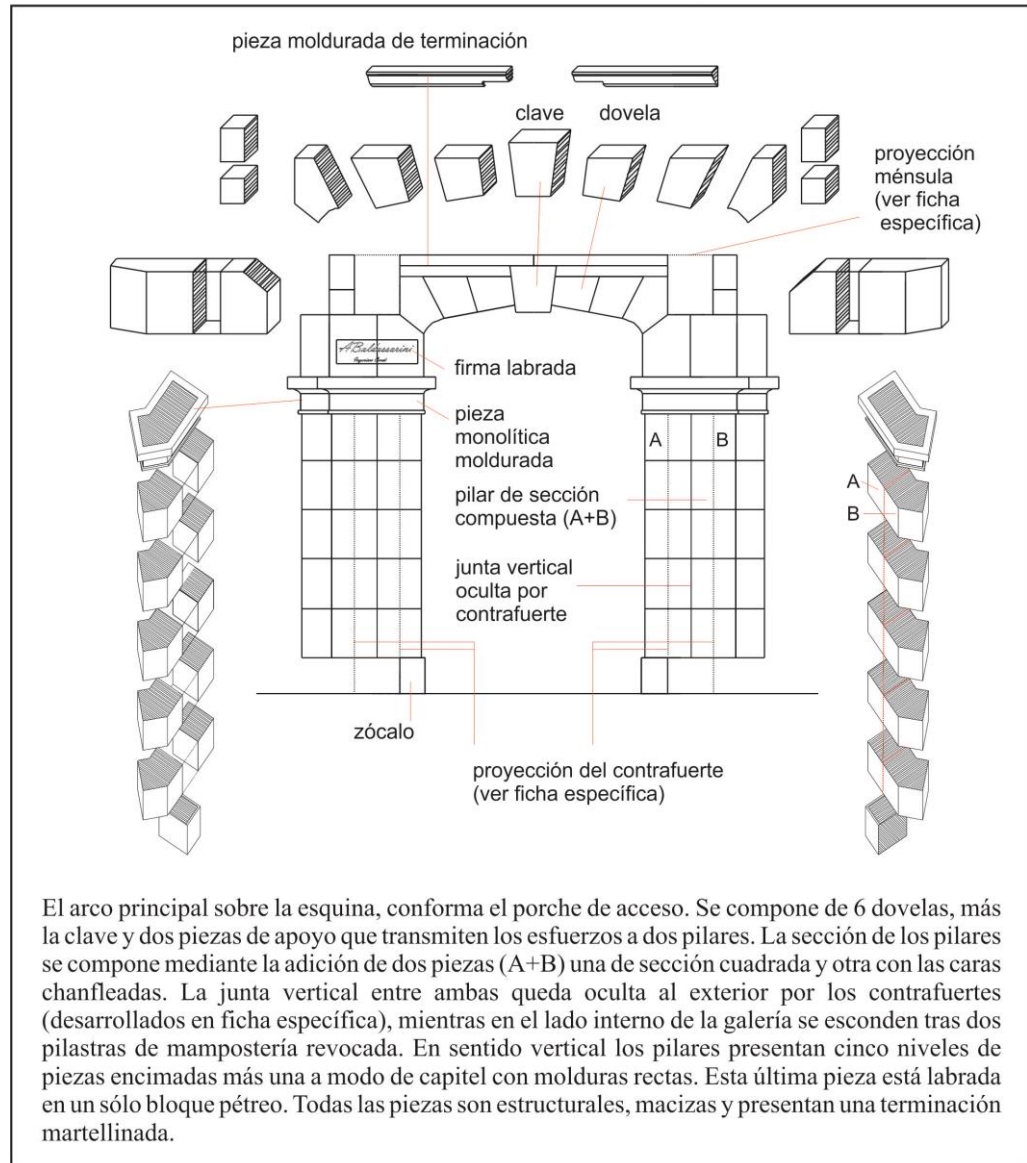 pieza moldurada de terminación
clave
dovela
proyección
ménsula
(ver ficha
específica)
A Baldassarini
Ingeniero Civil
firma labrada
pieza
monolítica
moldurada
A
B
pilar de sección
compuesta (A+B)
A
B
junta vertical
oculta por
contrafuerte
zócalo
proyección del contrafuerte
(ver ficha específica)
El arco principal sobre la esquina, conforma el porche de acceso. Se compone de 6 dovelas, más
la clave y dos piezas de apoyo que transmiten los esfuerzos a dos pilares. La sección de los pilares
se compone mediante la adición de dos piezas (A+B) una de sección cuadrada y otra con las caras
chanfleadas. La junta vertical entre ambas queda oculta al exterior por los contrafuertes
(desarrollados en ficha específica), mientras en el lado interno de la galería se esconden tras dos
pilastras de mampostería revocada. En sentido vertical los pilares presentan cinco niveles de
piezas encimadas más una a modo de capitel con molduras rectas. Esta última pieza está labrada
en un sólo bloque pétreo. Todas las piezas son estructurales, macizas y presentan una terminación
martellinada.